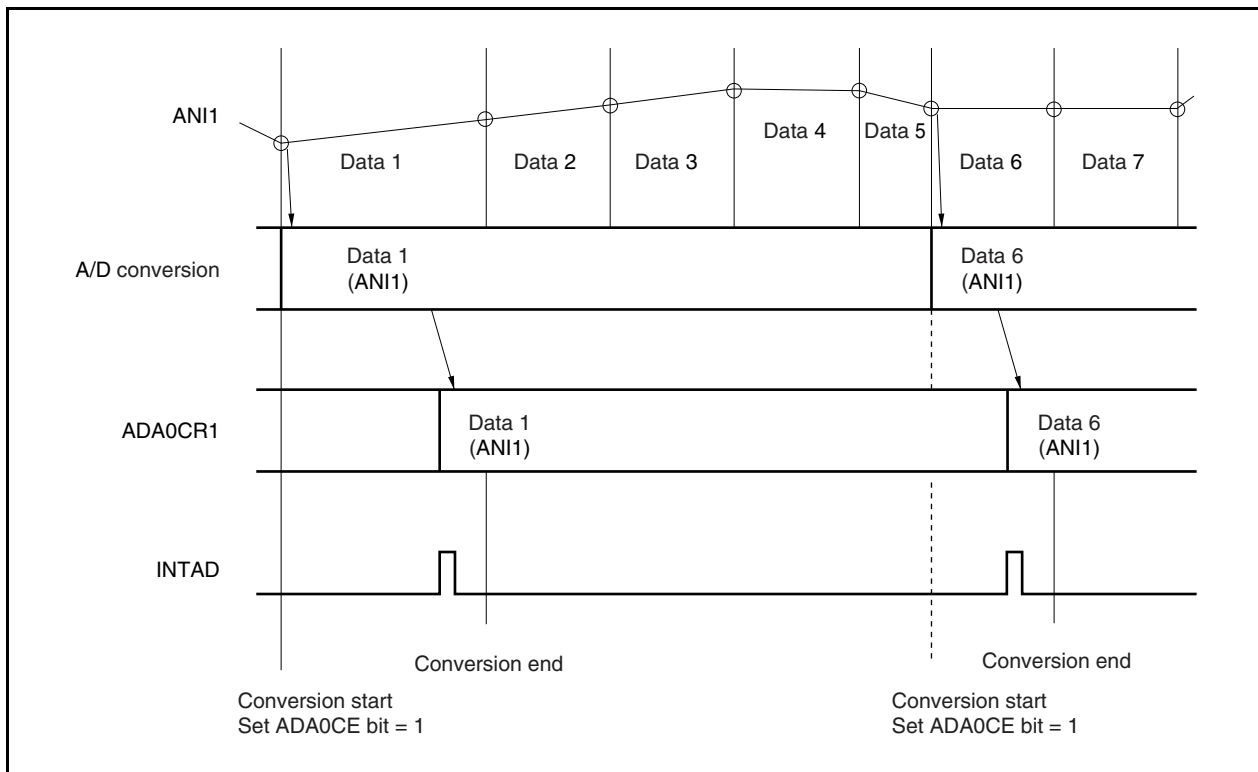 ANI1
Data 1
Data 2
Data 3
Data 4
Data 5
Data 6
Data 7
A/D conversion
Data 1
(ANI1)
Data 6
(ANI1)
ADA0CR1
Data 1
(ANI1)
Data 6
(ANI1)
INTAD
Conversion end
Conversion end
Conversion start
Set ADA0CE bit = 1
Conversion start
Set ADA0CE bit = 1